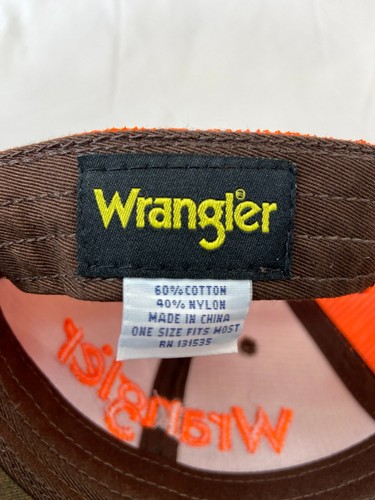 Wrangler®
60% COTTON
40% NYLON
MADE IN CHINA
ONE SIZE FITS MOST
RN 131535
Wrangler